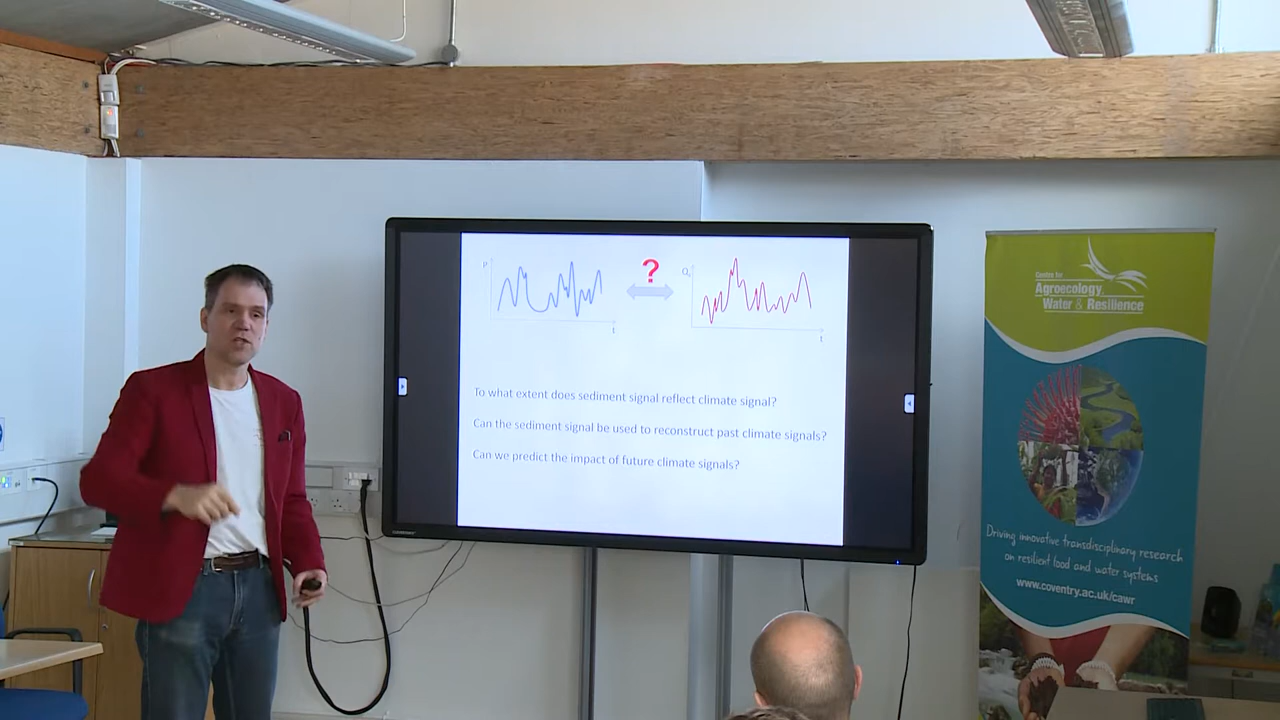 P
t
?
Qs
t
To what extent does sediment signal reflect climate signal?
Can the sediment signal be used to reconstruct past climate signals?
Can we predict the impact of future climate signals?
Centre for
Agroecology,
Water & Resilience
Driving innovative transdisciplinary research
on resilient food and water systems
www.coventry.ac.uk/cawr